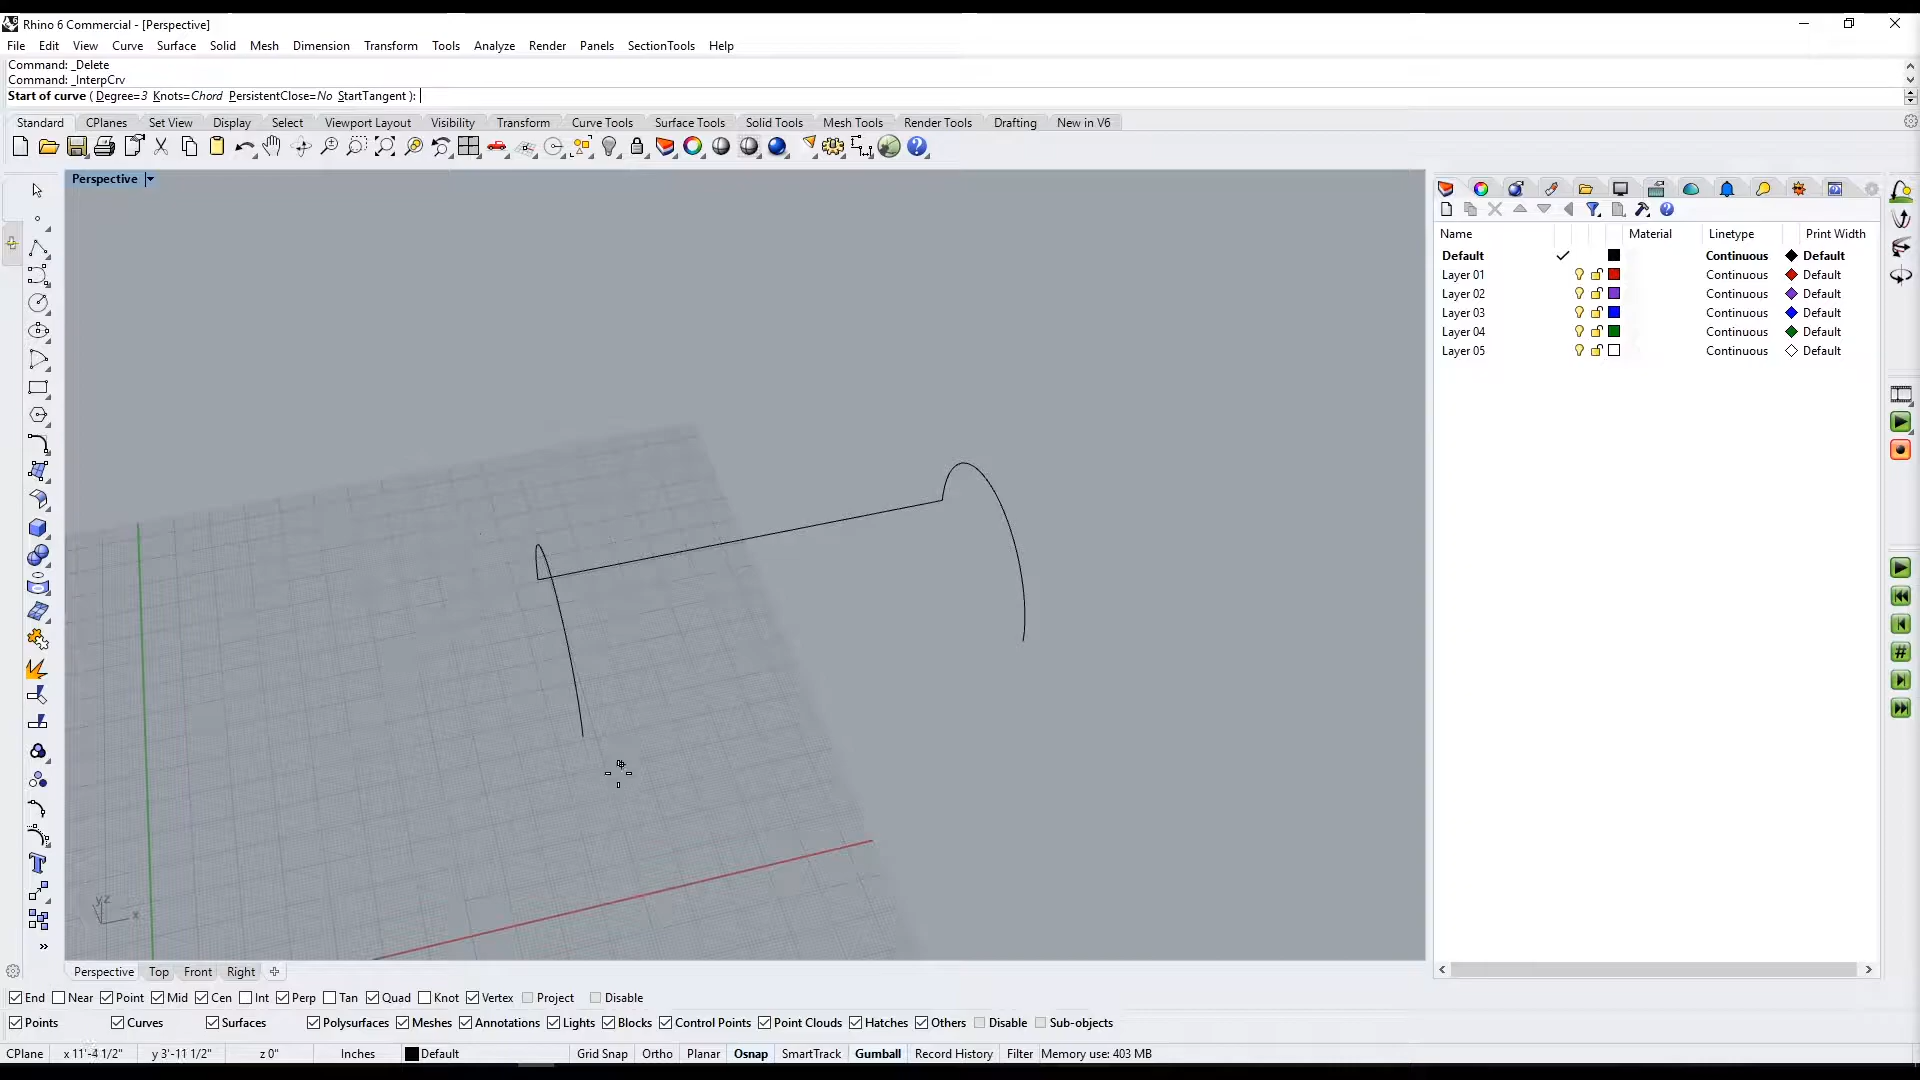 Rhino 6 Commercial - [Perspective]
File Edit View Curve Surface Solid Mesh Dimension Transform Tools Analyze Render Panels SectionTools Help
Command: _Delete
Command: _InterpCrv
Start of curve ( Degree=3 Knots=Chord PersistentClose=No StartTangent ):
Standard CPlanes Set View Display Select Viewport Layout Visibility Transform Curve Tools Surface Tools Solid Tools Mesh Tools Render Tools Drafting New in V6
Perspective
Name Material Linetype Print Width
Default Continuous Default
Layer 01 Continuous Default
Layer 02 Continuous Default
Layer 03 Continuous Default
Layer 04 Continuous Default
Layer 05 Continuous Default
y z x
Perspective Top Front Right
End Near Point Mid Cen Int Perp Tan Quad Knot Vertex Project Disable
Points Curves Surfaces Polysurfaces Meshes Annotations Lights Blocks Control Points Point Clouds Hatches Others Disable Sub-objects
CPlane x 11'-4 1/2" y 3'-11 1/2" z 0" Inches Default Grid Snap Ortho Planar Osnap SmartTrack Gumball Record History Filter Memory use: 403 MB